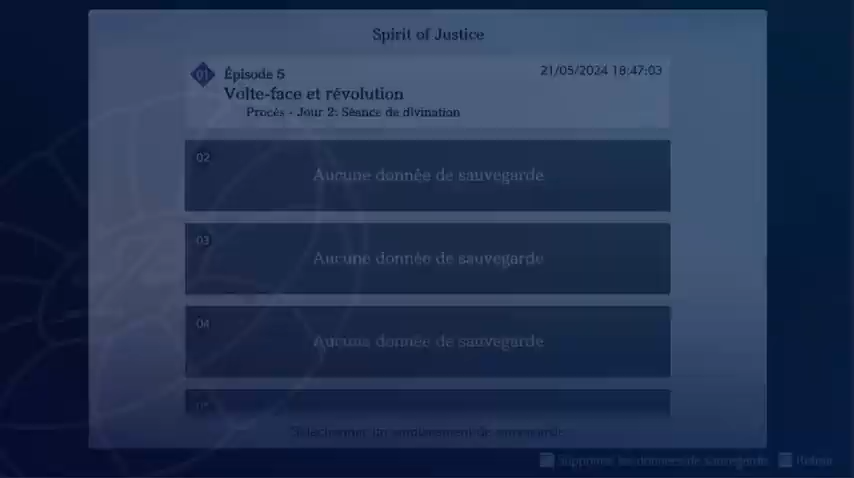 Spirit of Justice
01 Épisode 5 21/05/2024 18:47:03
Volte-face et révolution
Procès - Jour 2: Séance de divination
02
Aucune donnée de sauvegarde
03
Aucune donnée de sauvegarde
04
Aucune donnée de sauvegarde
Sélectionner un emplacement de sauvegarde.
Supprimer les données de sauvegarde Retour